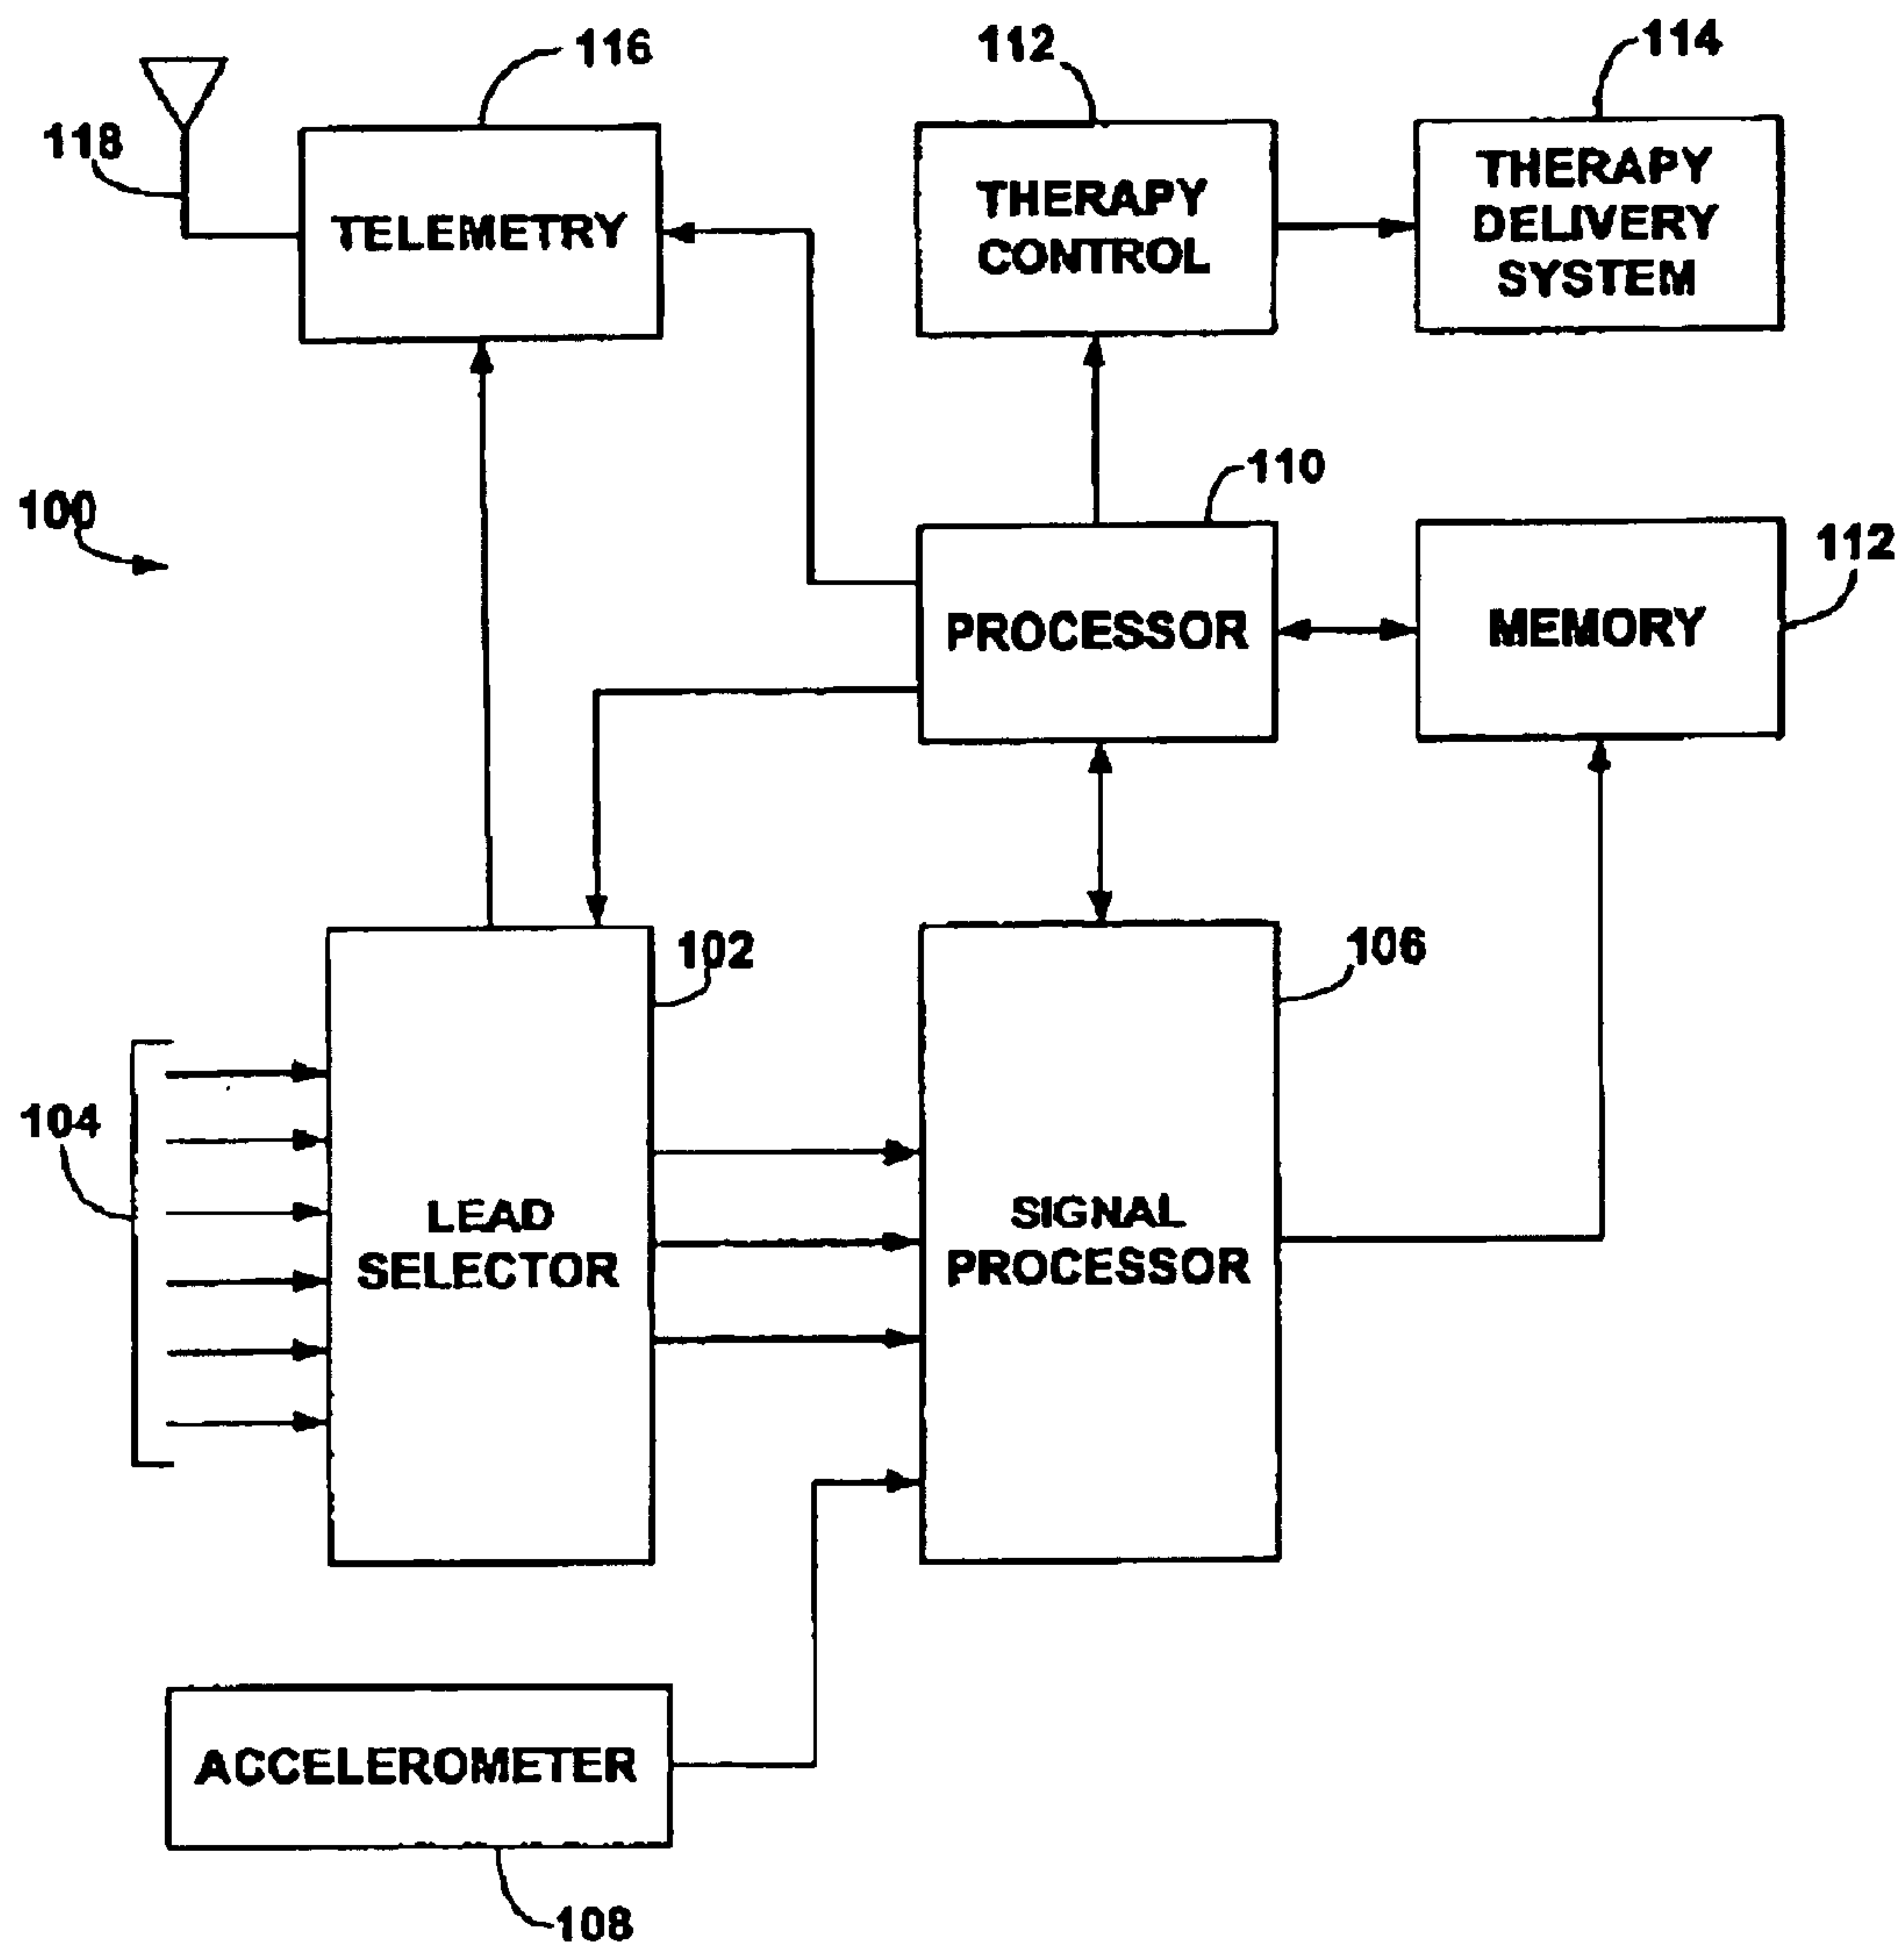 116
112
114
118
TELEMETRY
THERAPY
CONTROL
THERAPY
DELIVERY
SYSTEM
100
110
112
PROCESSOR
MEMORY
102
106
104
LEAD
SELECTOR
SIGNAL
PROCESSOR
ACCELEROMETER
108